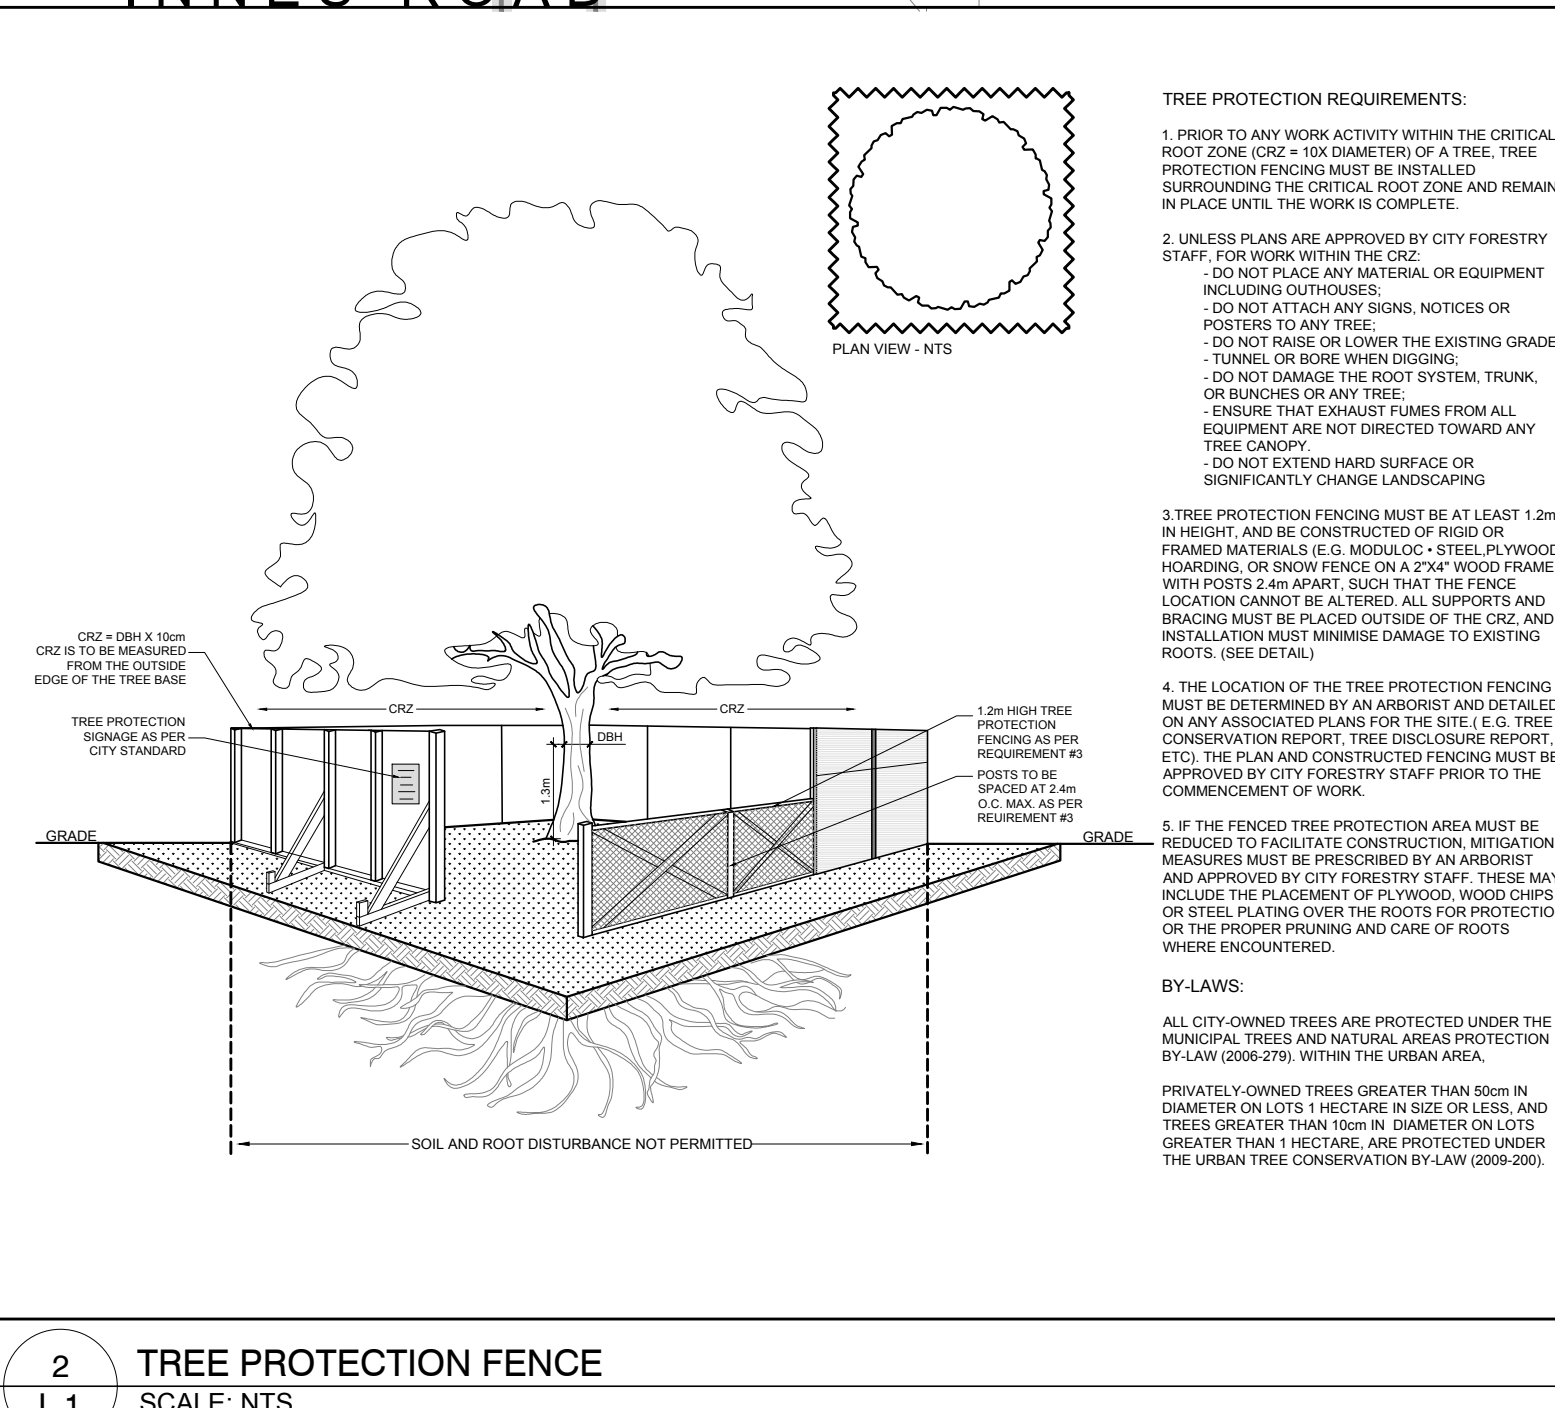 INNES ROAD
PLAN VIEW - NTS
CRZ = DBH X 10cm
CRZ IS TO BE MEASURED
FROM THE OUTSIDE
EDGE OF THE TREE BASE
TREE PROTECTION
SIGNAGE AS PER
CITY STANDARD
CRZ
CRZ
DBH
1.3m
1.2m HIGH TREE
PROTECTION
FENCING AS PER
REQUIREMENT #3
POSTS TO BE
SPACED AT 2.4m
O.C. MAX. AS PER
REUIREMENT #3
GRADE
GRADE
SOIL AND ROOT DISTURBANCE NOT PERMITTED
TREE PROTECTION REQUIREMENTS:
1. PRIOR TO ANY WORK ACTIVITY WITHIN THE CRITICAL
ROOT ZONE (CRZ = 10X DIAMETER) OF A TREE, TREE
PROTECTION FENCING MUST BE INSTALLED
SURROUNDING THE CRITICAL ROOT ZONE AND REMAIN
IN PLACE UNTIL THE WORK IS COMPLETE.
2. UNLESS PLANS ARE APPROVED BY CITY FORESTRY
STAFF, FOR WORK WITHIN THE CRZ:
- DO NOT PLACE ANY MATERIAL OR EQUIPMENT
INCLUDING OUTHOUSES;
- DO NOT ATTACH ANY SIGNS, NOTICES OR
POSTERS TO ANY TREE;
- DO NOT RAISE OR LOWER THE EXISTING GRADE
- TUNNEL OR BORE WHEN DIGGING;
- DO NOT DAMAGE THE ROOT SYSTEM, TRUNK,
OR BUNCHES OR ANY TREE;
- ENSURE THAT EXHAUST FUMES FROM ALL
EQUIPMENT ARE NOT DIRECTED TOWARD ANY
TREE CANOPY.
- DO NOT EXTEND HARD SURFACE OR
SIGNIFICANTLY CHANGE LANDSCAPING
3.TREE PROTECTION FENCING MUST BE AT LEAST 1.2m
IN HEIGHT, AND BE CONSTRUCTED OF RIGID OR
FRAMED MATERIALS (E.G. MODULOC • STEEL,PLYWOOD
HOARDING, OR SNOW FENCE ON A 2"X4" WOOD FRAME
WITH POSTS 2.4m APART, SUCH THAT THE FENCE
LOCATION CANNOT BE ALTERED. ALL SUPPORTS AND
BRACING MUST BE PLACED OUTSIDE OF THE CRZ, AND
INSTALLATION MUST MINIMISE DAMAGE TO EXISTING
ROOTS. (SEE DETAIL)
4. THE LOCATION OF THE TREE PROTECTION FENCING
MUST BE DETERMINED BY AN ARBORIST AND DETAILED
ON ANY ASSOCIATED PLANS FOR THE SITE.( E.G. TREE
CONSERVATION REPORT, TREE DISCLOSURE REPORT,
ETC). THE PLAN AND CONSTRUCTED FENCING MUST BE
APPROVED BY CITY FORESTRY STAFF PRIOR TO THE
COMMENCEMENT OF WORK.
5. IF THE FENCED TREE PROTECTION AREA MUST BE
REDUCED TO FACILITATE CONSTRUCTION, MITIGATION
MEASURES MUST BE PRESCRIBED BY AN ARBORIST
AND APPROVED BY CITY FORESTRY STAFF. THESE MAY
INCLUDE THE PLACEMENT OF PLYWOOD, WOOD CHIPS
OR STEEL PLATING OVER THE ROOTS FOR PROTECTIO
OR THE PROPER PRUNING AND CARE OF ROOTS
WHERE ENCOUNTERED.
BY-LAWS:
ALL CITY-OWNED TREES ARE PROTECTED UNDER THE
MUNICIPAL TREES AND NATURAL AREAS PROTECTION
BY-LAW (2006-279). WITHIN THE URBAN AREA,
PRIVATELY-OWNED TREES GREATER THAN 50cm IN
DIAMETER ON LOTS 1 HECTARE IN SIZE OR LESS, AND
TREES GREATER THAN 10cm IN DIAMETER ON LOTS
GREATER THAN 1 HECTARE, ARE PROTECTED UNDER
THE URBAN TREE CONSERVATION BY-LAW (2009-200).
2
L.1
TREE PROTECTION FENCE
SCALE: NTS